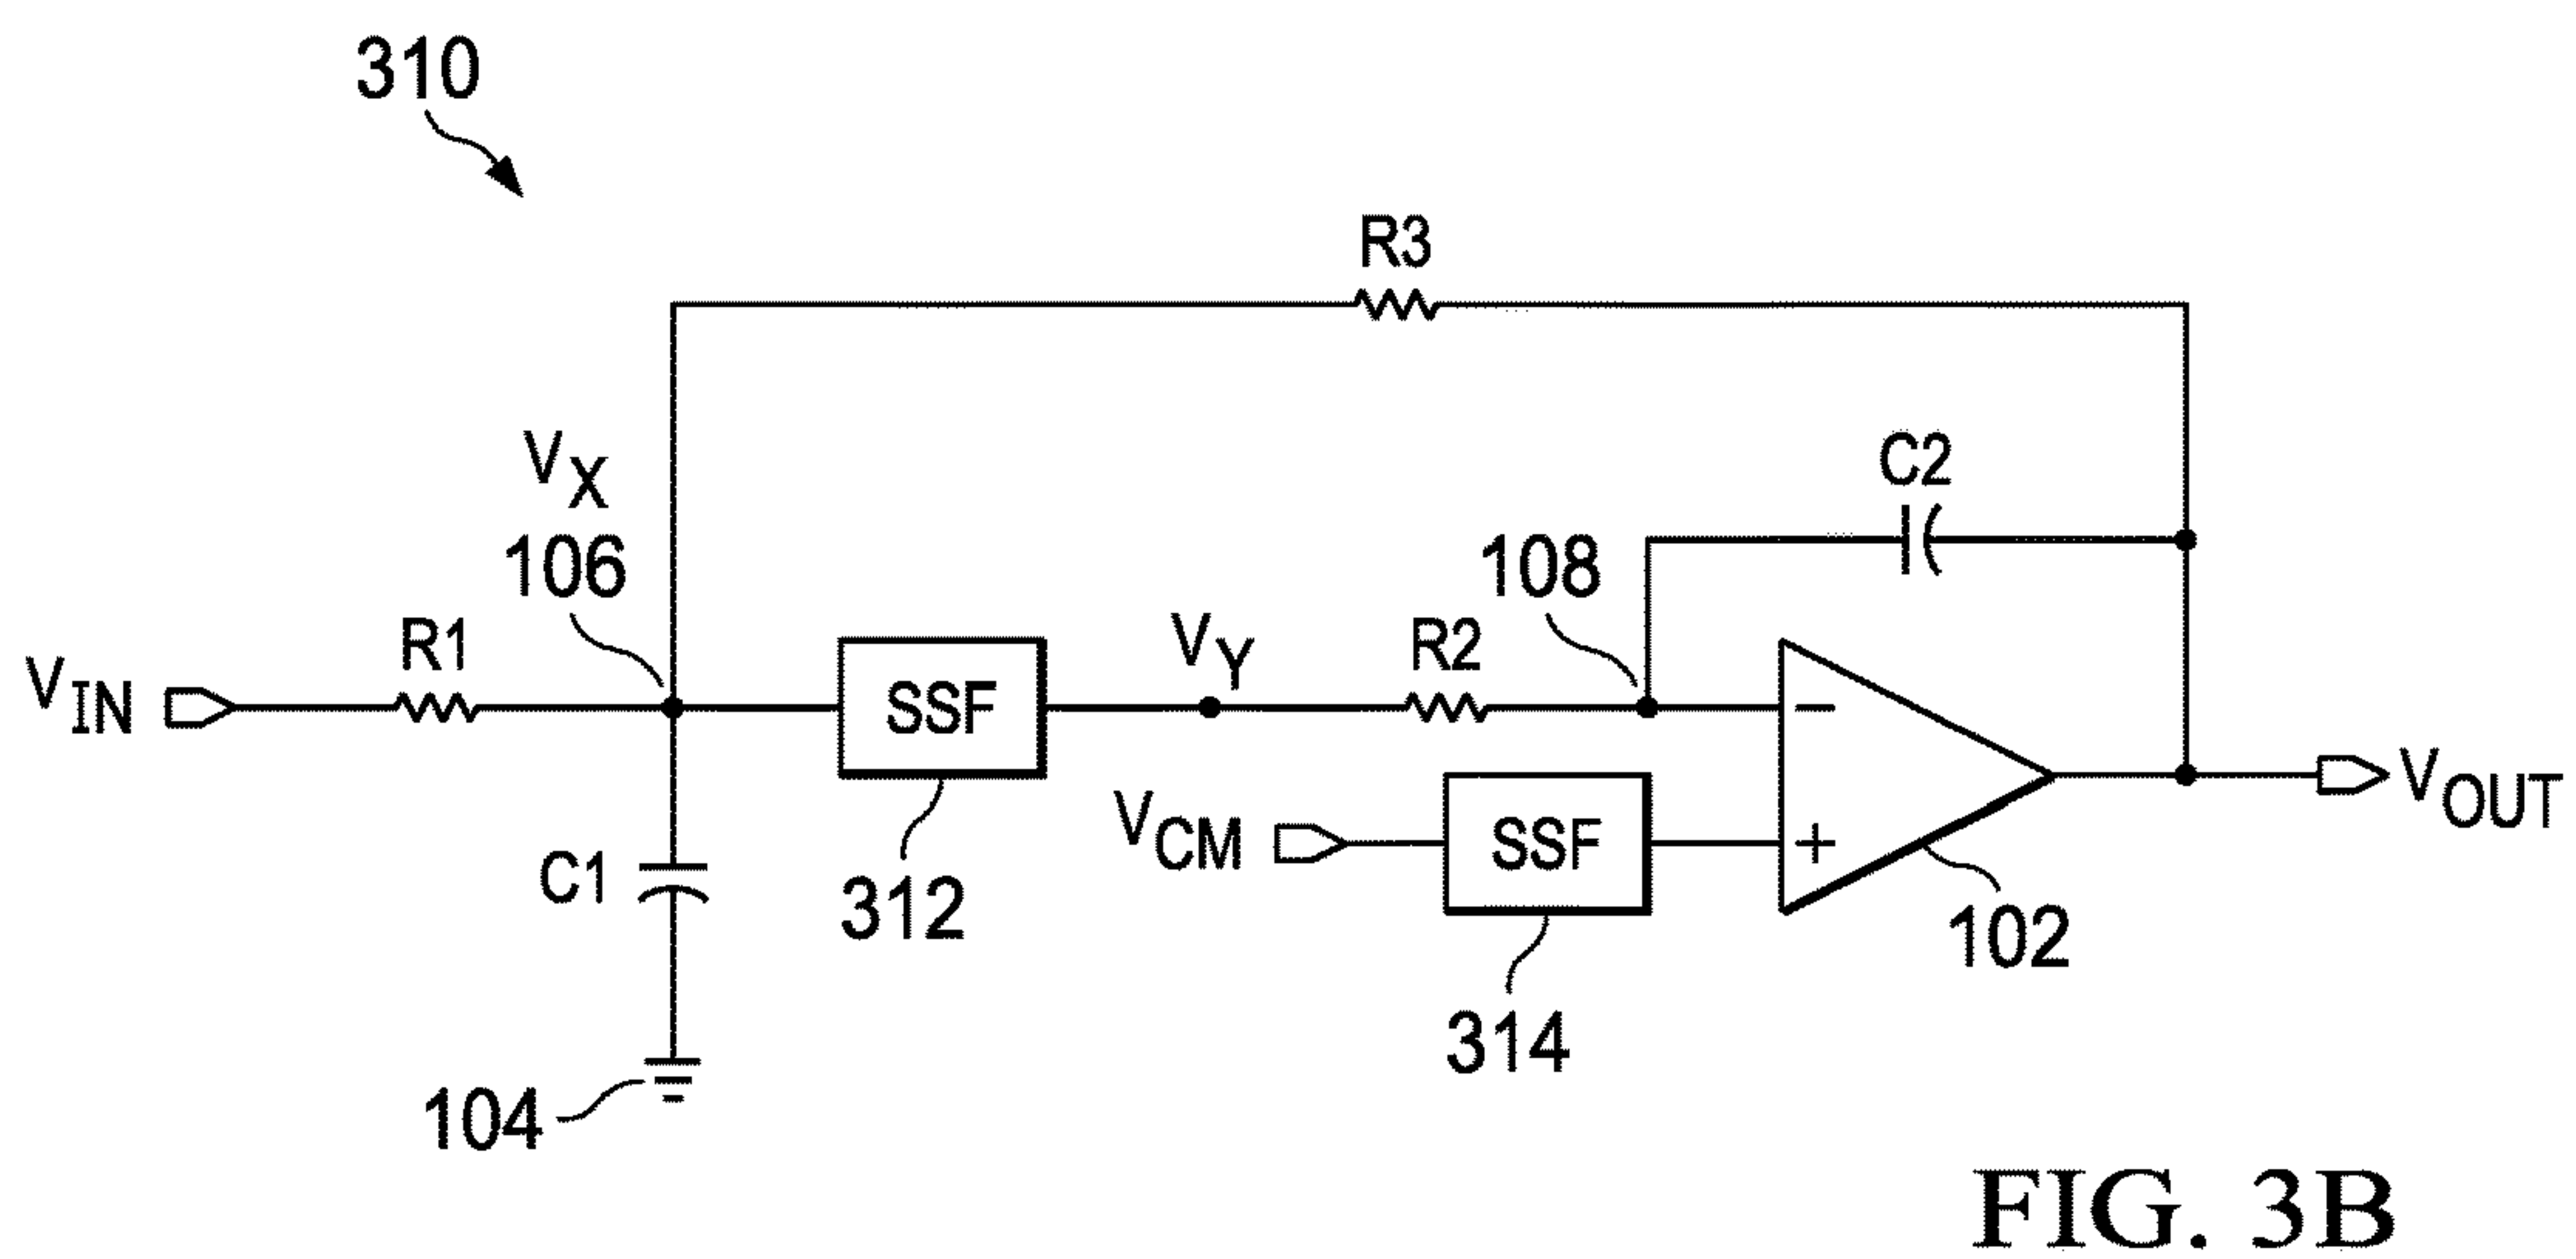 310
R3
VX
C2
106
108
R1
VY
R2
VIN
SSF
VCM
SSF
VOUT
C1
312
102
314
104
FIG. 3B